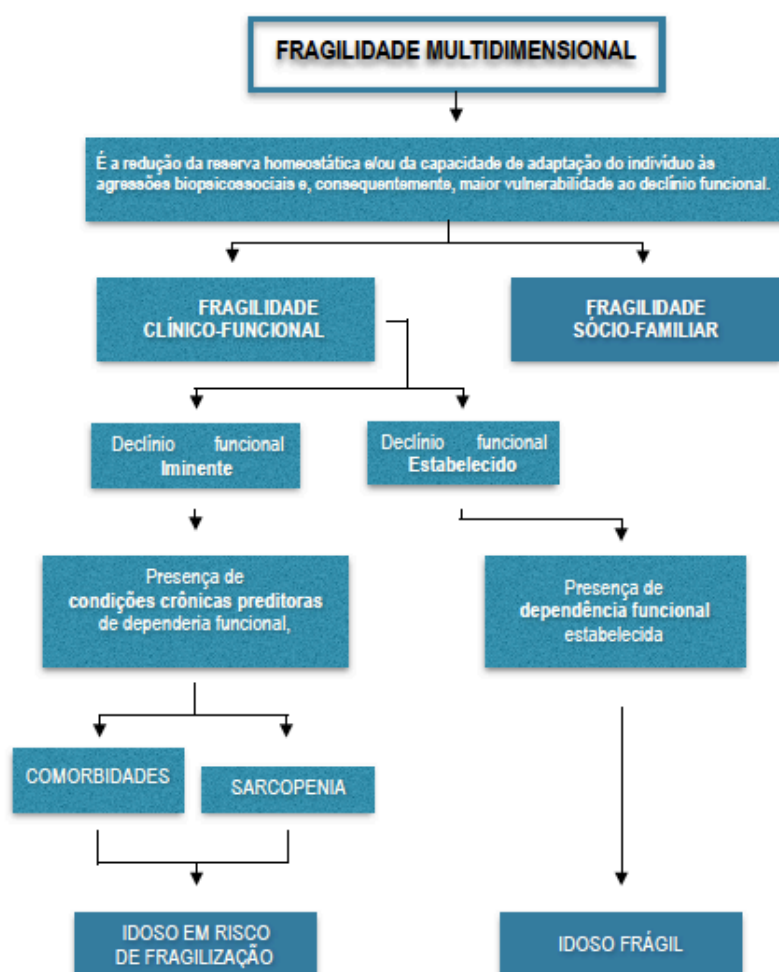 FRAGILIDADE MULTIDIMENSIONAL
É a redução da reserva homeostática e/ou da capacidade de adaptação do indivíduo às
agressões biopsicossociais e, consequentemente, maior vulnerabilidade ao declínio funcional.
FRAGILIDADE
CLÍNICO-FUNCIONAL
FRAGILIDADE
SÓCIO-FAMILIAR
Declínio funcional
Iminente
Declínio funcional
Estabelecido
Presença de
condições crônicas preditoras
de dependeria funcional,
Presença de
dependência funcional
estabelecida
COMORBIDADES
SARCOPENIA
IDOSO EM RISCO
DE FRAGILIZAÇÃO
IDOSO FRÁGIL